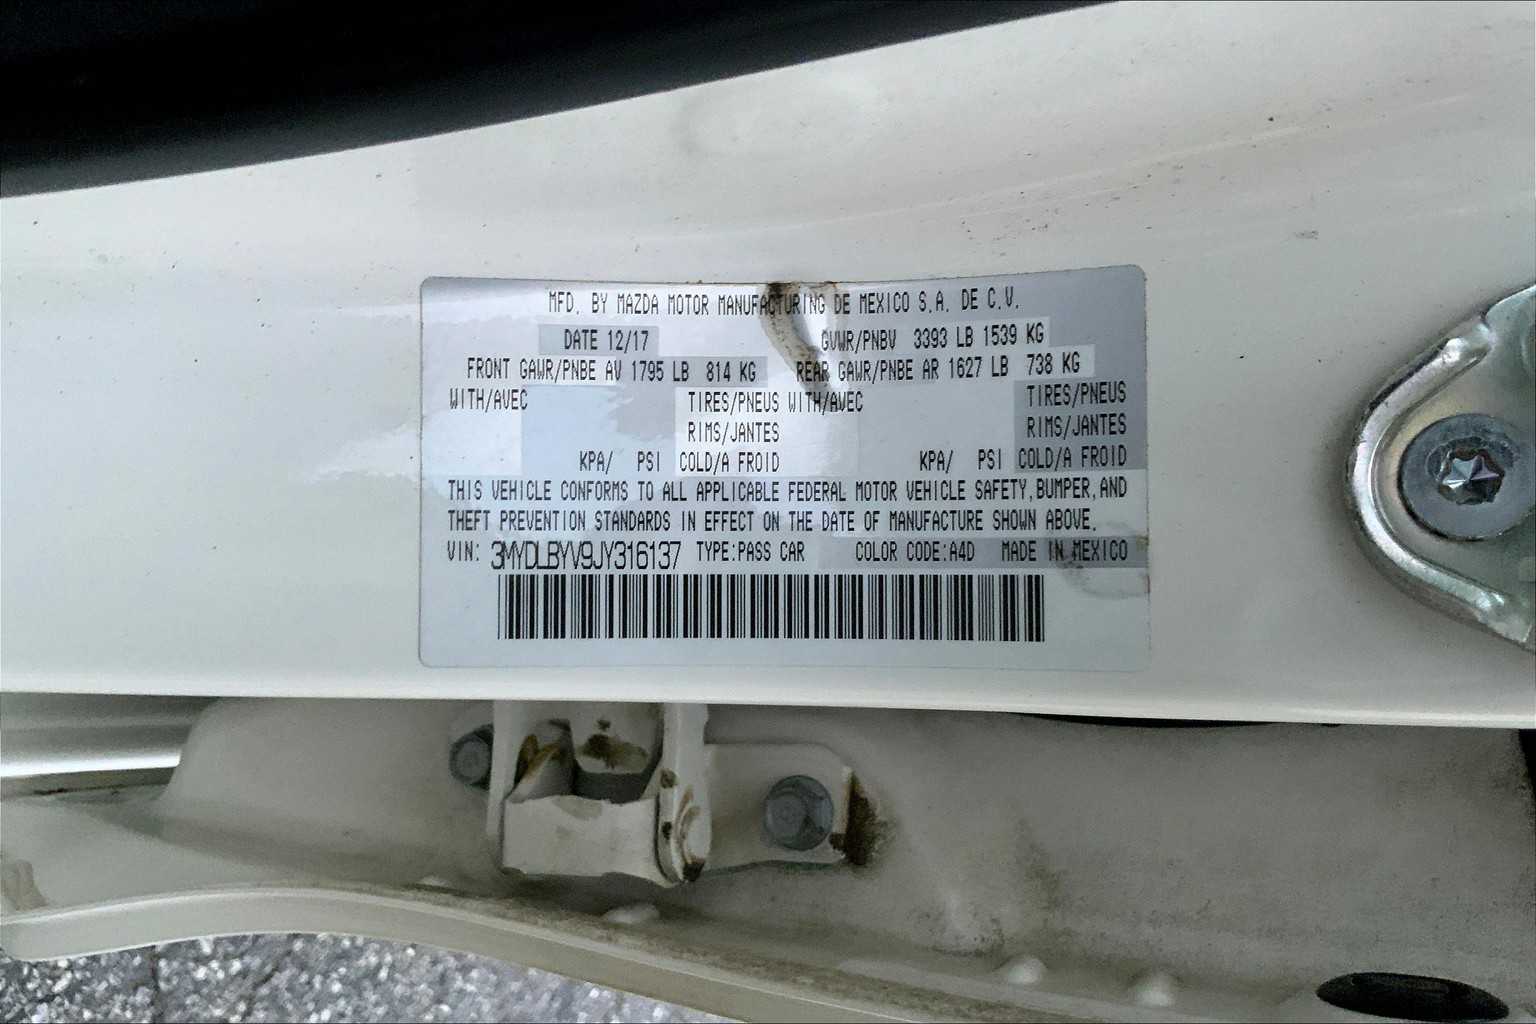 MFD. BY MAZDA MOTOR MANUFACTURING DE MEXICO S.A. DE C.V.
DATE 12/17 GVWR/PNBV 3393 LB 1539 KG
FRONT GAWR/PNBE AV 1795 LB 814 KG REAR GAWR/PNBE AR 1627 LB 738 KG
WITH/AVEC TIRES/PNEUS WITH/AVEC TIRES/PNEUS
RIMS/JANTES RIMS/JANTES
KPA/ PSI COLD/A FROID KPA/ PSI COLD/A FROID
THIS VEHICLE CONFORMS TO ALL APPLICABLE FEDERAL MOTOR VEHICLE SAFETY,BUMPER,AND
THEFT PREVENTION STANDARDS IN EFFECT ON THE DATE OF MANUFACTURE SHOWN ABOVE.
VIN: 3MYDLBYV9JY316137 TYPE:PASS CAR COLOR CODE:A4D MADE IN MEXICO